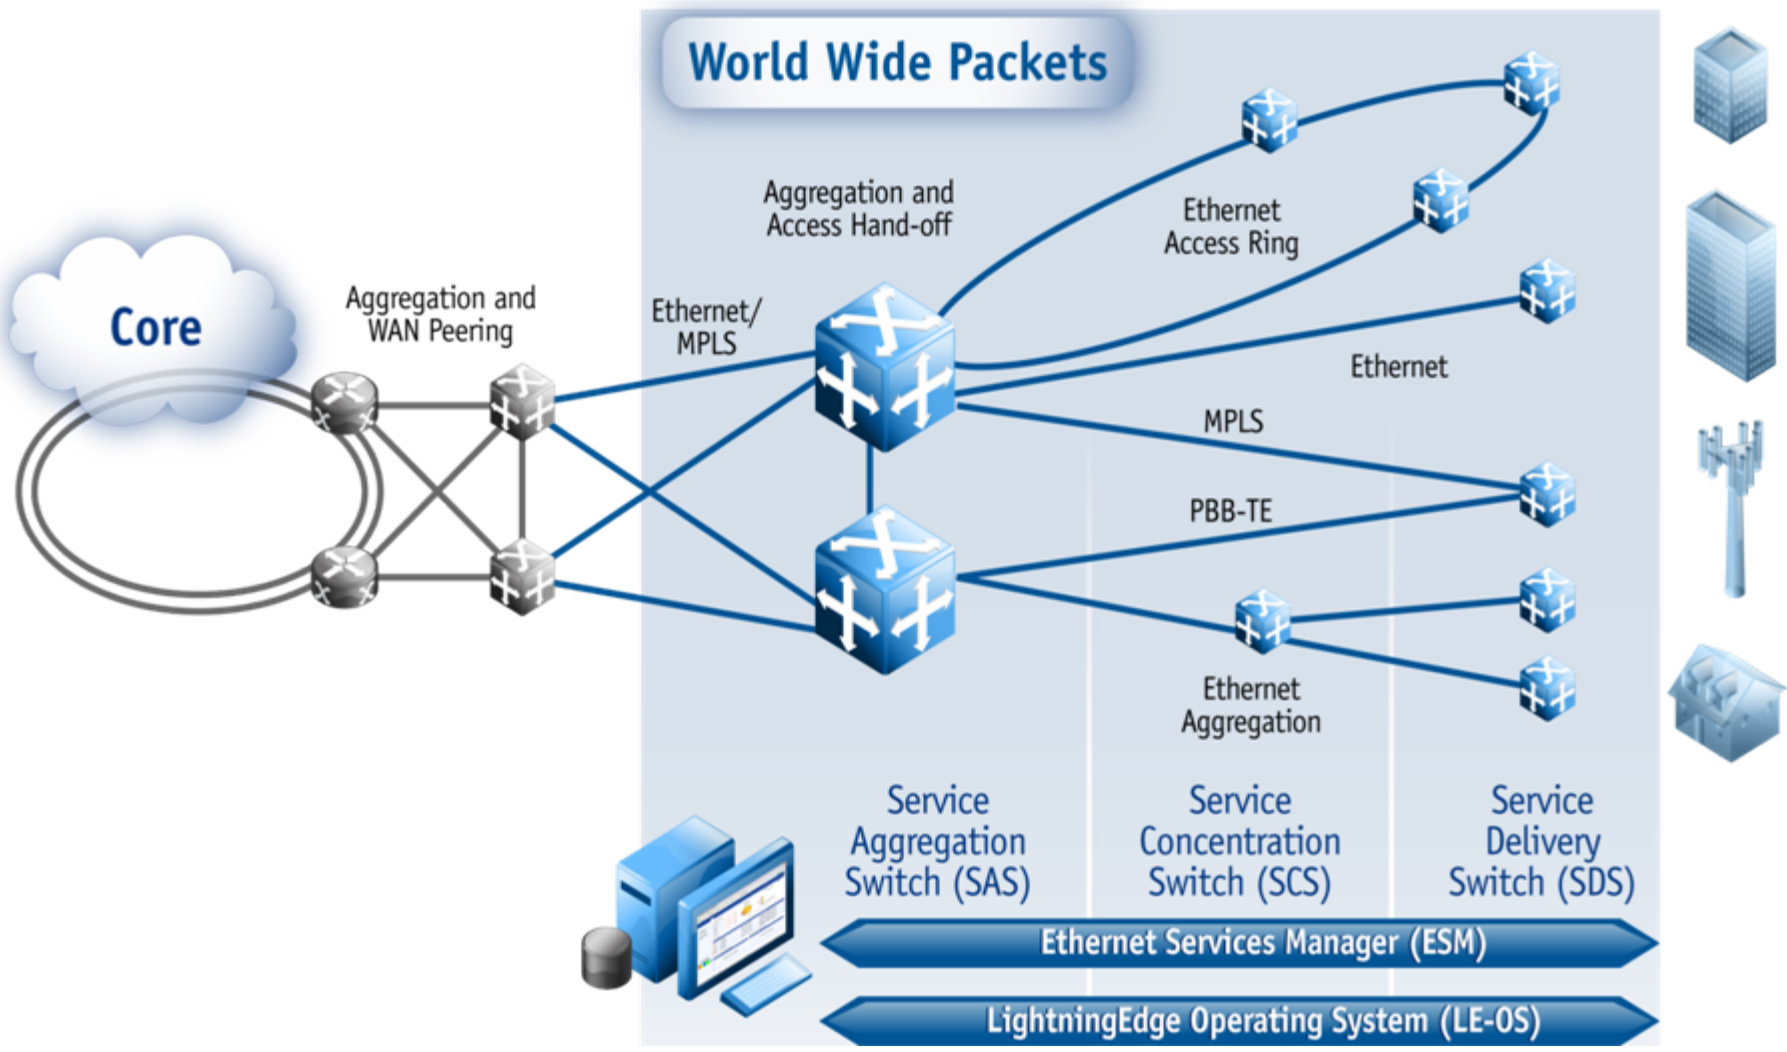 World Wide Packets
Aggregation and
Access Hand-off
Ethernet
Access Ring
Core
Aggregation and
WAN Peering
Ethernet/
MPLS
Ethernet
MPLS
PBB-TE
Ethernet
Aggregation
Service
Aggregation
Switch (SAS)
Service
Concentration
Switch (SCS)
Service
Delivery
Switch (SDS)
Ethernet Services Manager (ESM)
LightningEdge Operating System (LE-OS)